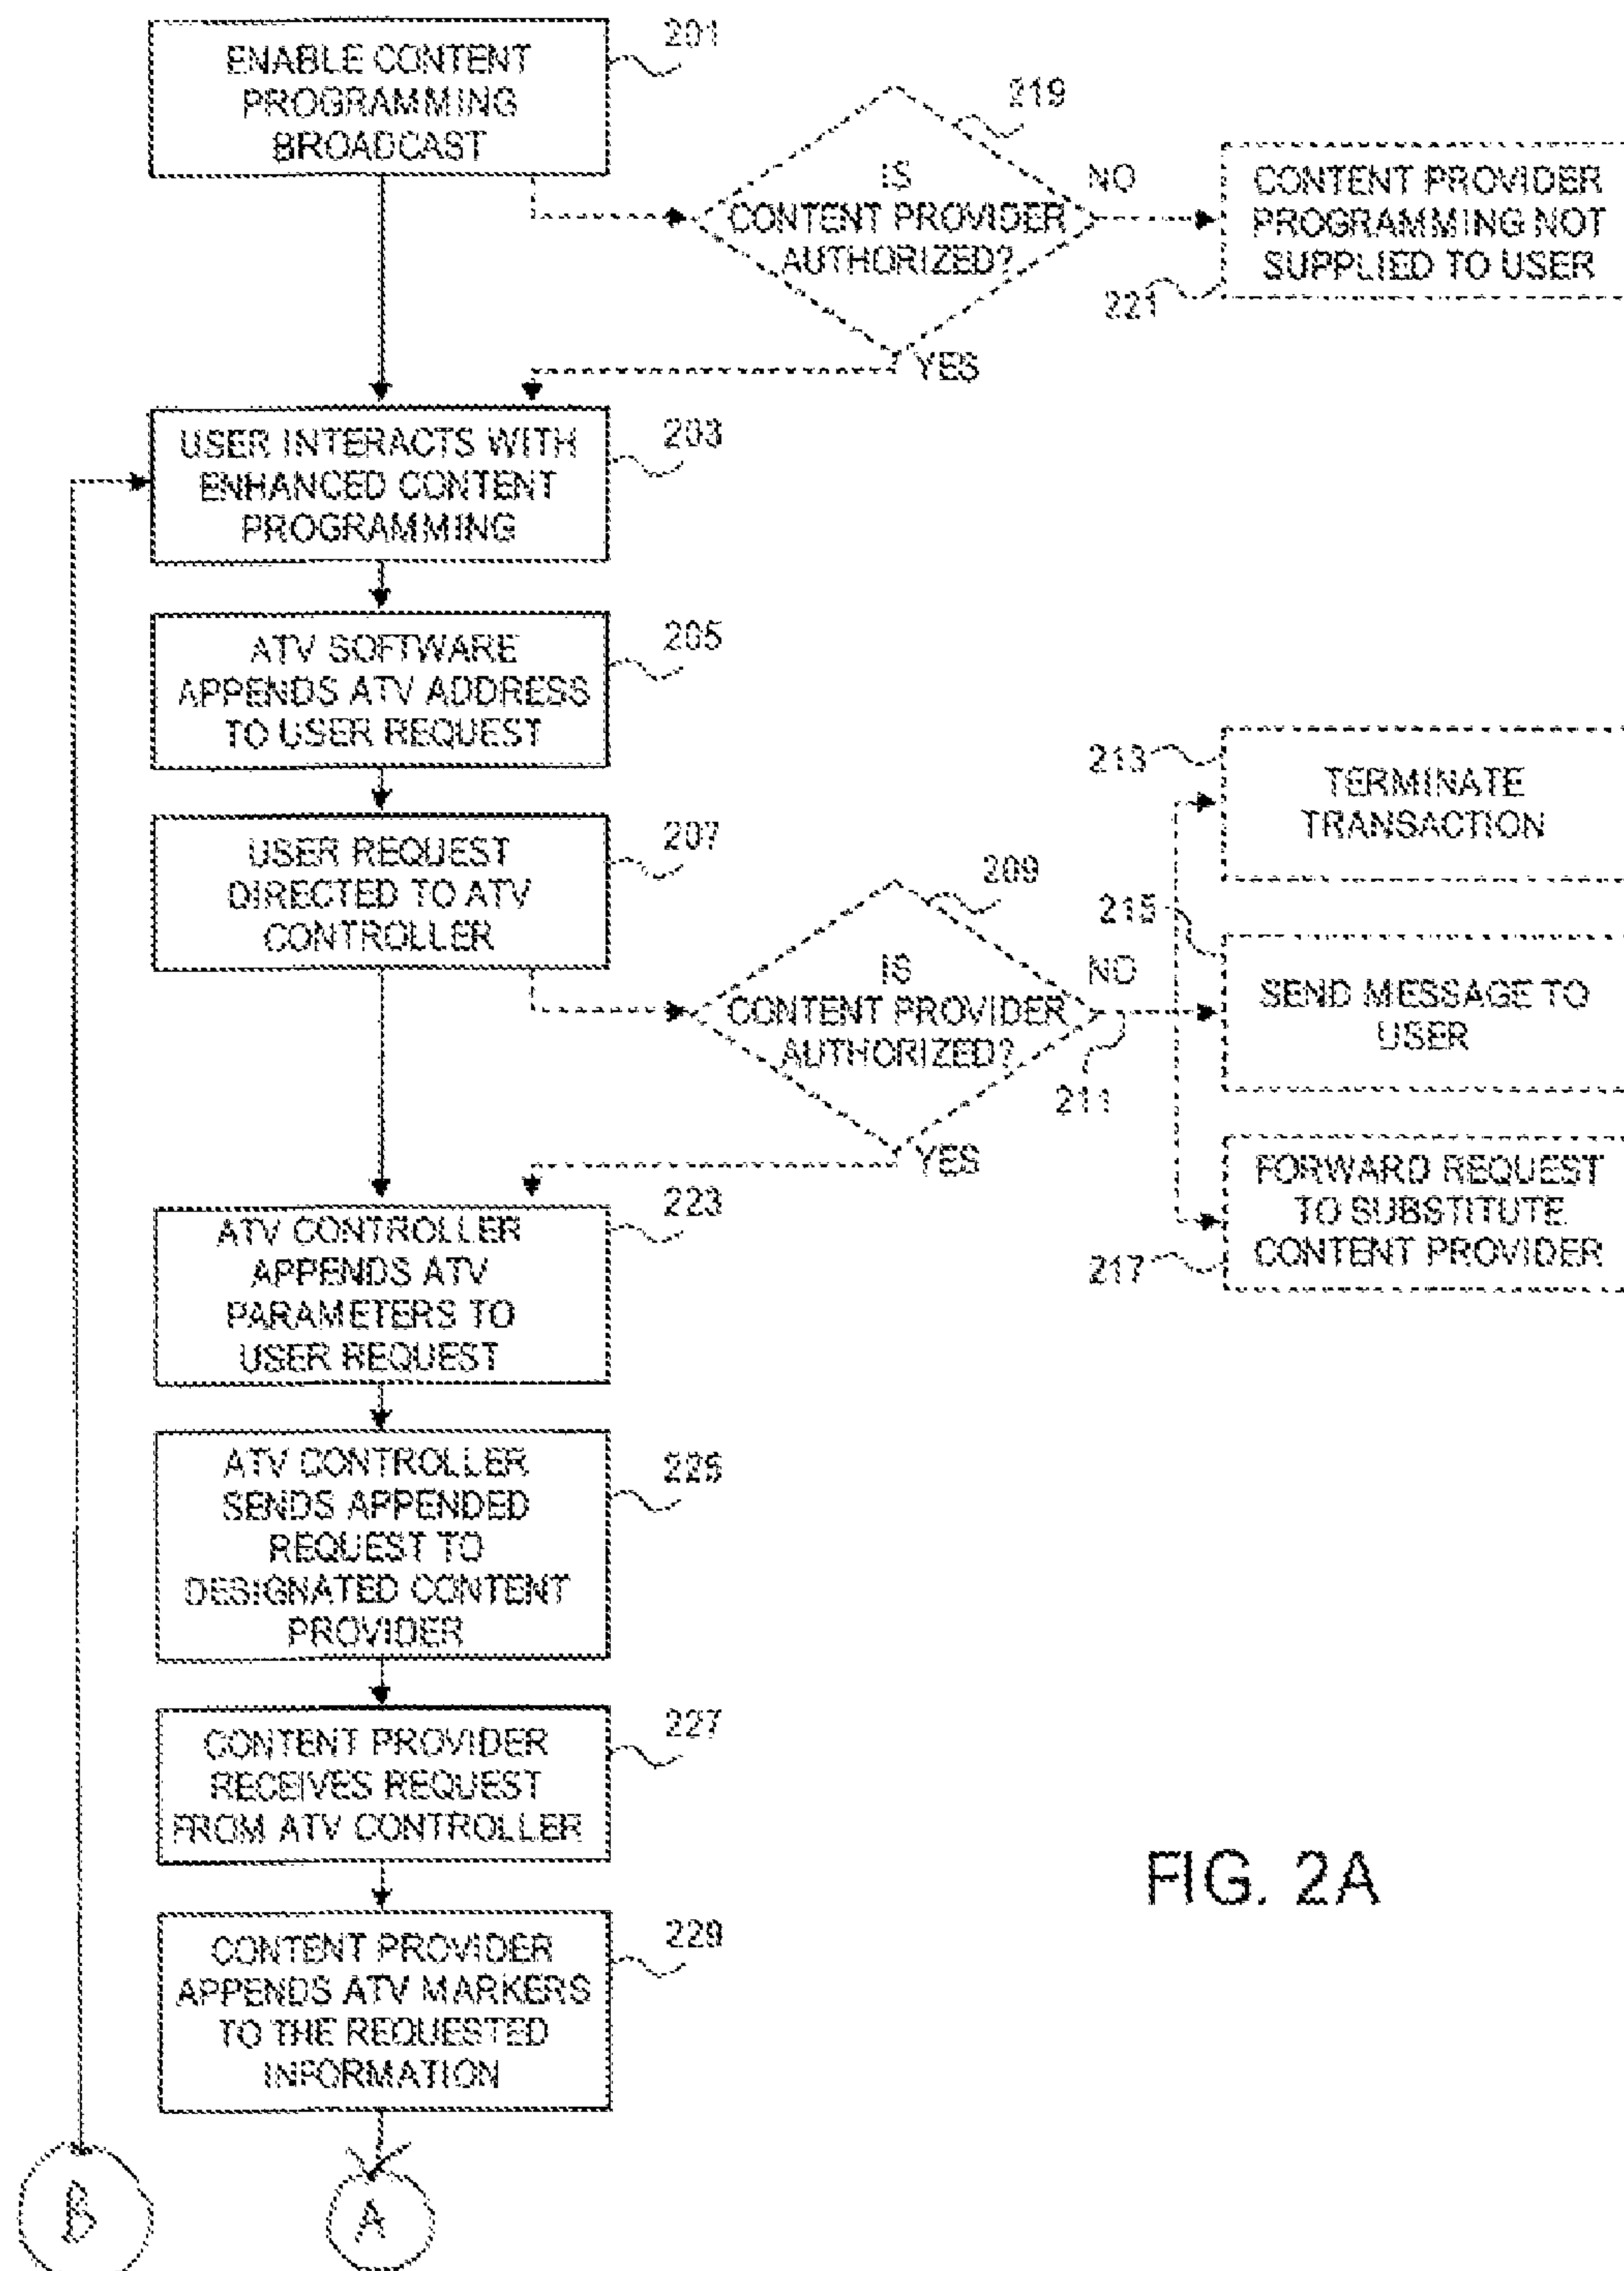 ENABLE CONTENT
PROGRAMMING
BROADCAST
201
IS
CONTENT PROVIDER
AUTHORIZED?
219
NO
YES
CONTENT PROVIDER
PROGRAMMING NOT
SUPPLIED TO USER
221
USER INTERACTS WITH
ENHANCED CONTENT
PROGRAMMING
203
ATV SOFTWARE
APPENDS ATV ADDRESS
TO USER REQUEST
205
USER REQUEST
DIRECTED TO ATV
CONTROLLER
207
IS
CONTENT PROVIDER
AUTHORIZED?
209
NO
211
YES
213
TERMINATE
TRANSACTION
215
SEND MESSAGE TO
USER
FORWARD REQUEST
TO SUBSTITUTE
CONTENT PROVIDER
217
ATV CONTROLLER
APPENDS ATV
PARAMETERS TO
USER REQUEST
223
ATV CONTROLLER
SENDS APPENDED
REQUEST TO
DESIGNATED CONTENT
PROVIDER
225
CONTENT PROVIDER
RECEIVES REQUEST
FROM ATV CONTROLLER
227
CONTENT PROVIDER
APPENDS ATV MARKERS
TO THE REQUESTED
INFORMATION
229
B
A
FIG. 2A